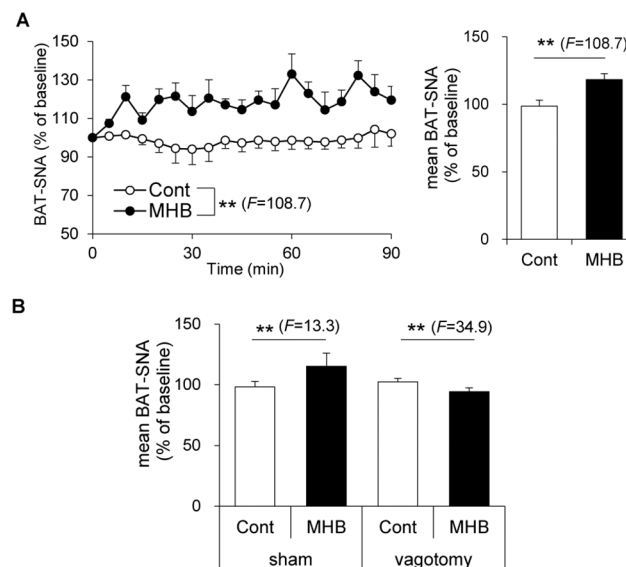 A
BAT-SNA (% of baseline)
150
130
110
90
70
50
Cont
MHB
** (F=108.7)
0
30
60
90
Time (min)
mean BAT-SNA
(% of baseline)
150
100
50
0
** (F=108.7)
Cont
MHB
B
mean BAT-SNA
(% of baseline)
150
100
50
0
** (F=13.3)
** (F=34.9)
Cont
MHB
Cont
MHB
sham
vagotomy